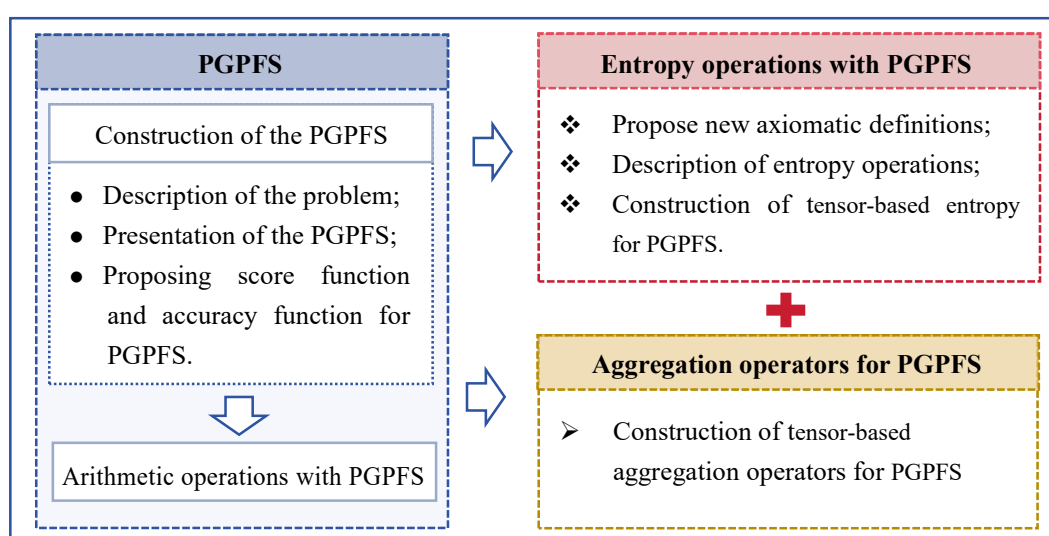 PGPFS
Construction of the PGPFS
● Description of the problem;
● Presentation of the PGPFS;
● Proposing score function
and accuracy function for
PGPFS.
Arithmetic operations with PGPFS
Entropy operations with PGPFS
❖ Propose new axiomatic definitions;
❖ Description of entropy operations;
❖ Construction of tensor-based entropy
for PGPFS.
Aggregation operators for PGPFS
➢ Construction of tensor-based
aggregation operators for PGPFS